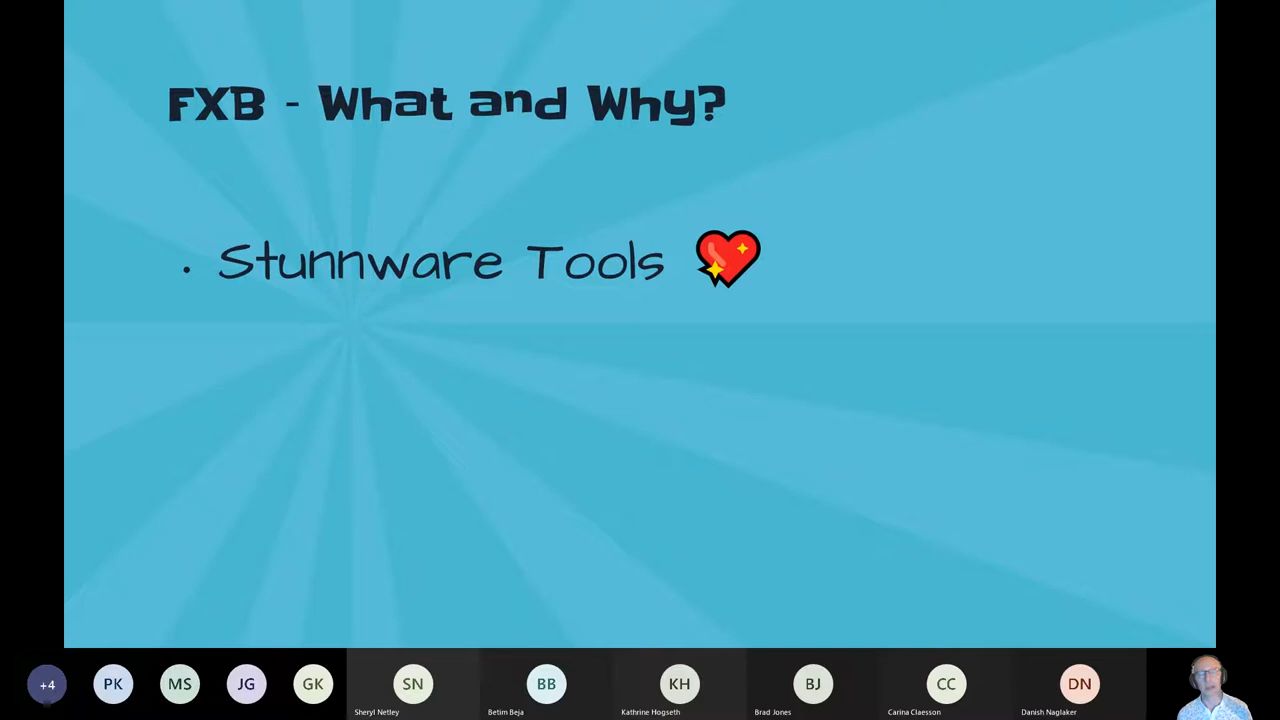 FXB - What and Why?
• Stunnware Tools
+4
PK
MS
JG
GK
SN
BB
KH
BJ
CC
DN
Sheryl Netley
Betim Beja
Kathrine Hogseth
Brad Jones
Carina Claesson
Danish Naglaker